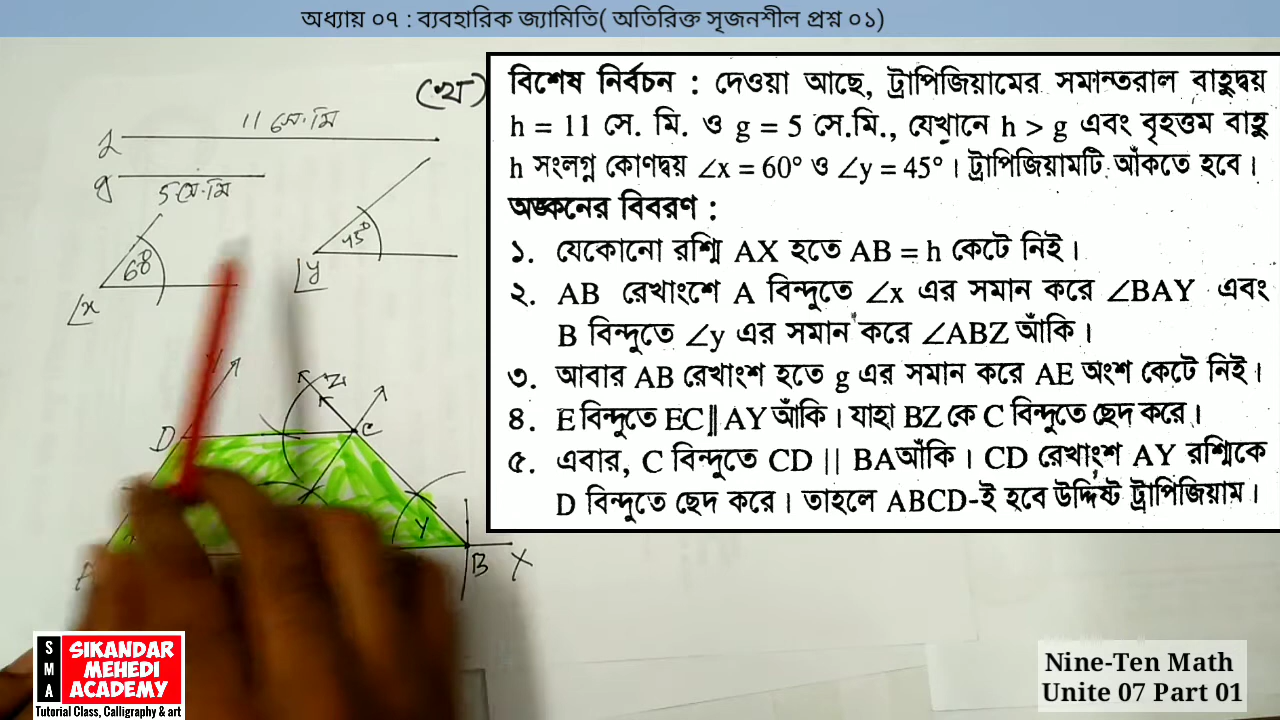 অধ্যায় ০৭ : ব্যবহারিক জ্যামিতি( অতিরিক্ত সৃজনশীল প্রশ্ন ০১)
(খ)
বিশেষ নির্বচন : দেওয়া আছে, ট্রাপিজিয়ামের সমান্তরাল বাহুদ্বয়
h = 11 সে. মি. ও g = 5 সে.মি., যেখানে h > g এবং বৃহত্তম বাহু
h সংলগ্ন কোণদ্বয় ∠x = 60° ও ∠y = 45° । ট্রাপিজিয়ামটি আঁকতে হবে।
অঙ্কনের বিবরণ :
১. যেকোনো রশ্মি AX হতে AB = h কেটে নিই।
২. AB রেখাংশে A বিন্দুতে ∠x এর সমান করে ∠BAY এবং
B বিন্দুতে ∠y এর সমান করে ∠ABZ আঁকি।
৩. আবার AB রেখাংশ হতে g এর সমান করে AE অংশ কেটে নিই।
৪. E বিন্দুতে EC || AY আঁকি। যাহা BZ কে C বিন্দুতে ছেদ করে।
৫. এবার, C বিন্দুতে CD || BA আঁকি। CD রেখাংশ AY রশ্মিকে
D বিন্দুতে ছেদ করে। তাহলে ABCD-ই হবে উদ্দিষ্ট ট্রাপিজিয়াম।
11 সে.মি
g
5 সে.মি
60°
∠x
45°
∠y
Z
D
C
y
B
X
SMA
SIKANDAR
MEHEDI
ACADEMY
Tutorial Class, Calligraphy & art
Nine-Ten Math
Unite 07 Part 01